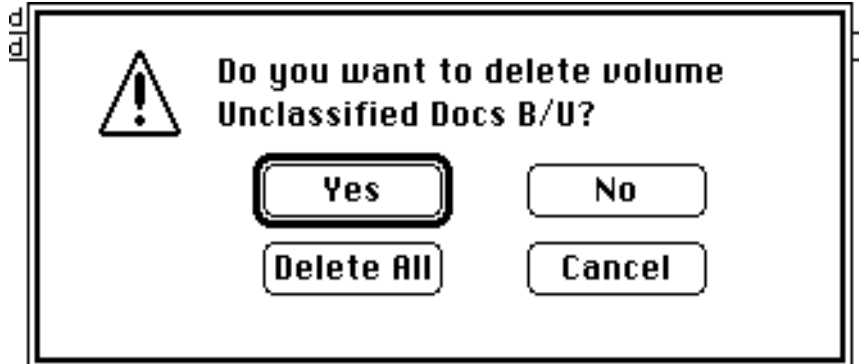 d
d
Do you want to delete volume
Unclassified Docs B/U?
Yes
No
Delete All
Cancel